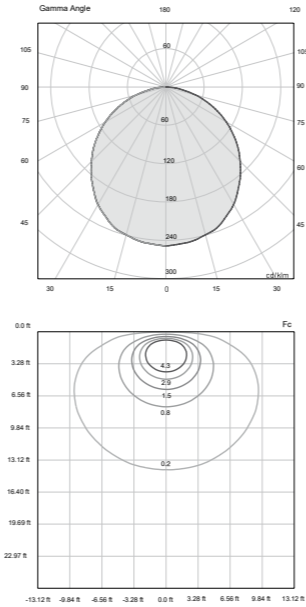 Gamma Angle 180 120
60
105 105
90 90
60
75 75
120
60 60
180
45 45
240
300 cd/klm
30 15 0 15 30
0.0 ft Fc
3.28 ft 4.3
2.9
6.56 ft 1.5
0.8
9.84 ft
13.12 ft 0.2
16.40 ft
19.69 ft
22.97 ft
-13.12 ft -9.84 ft -6.56 ft -3.28 ft 0.0 ft 3.28 ft 6.56 ft 9.84 ft 13.12 ft